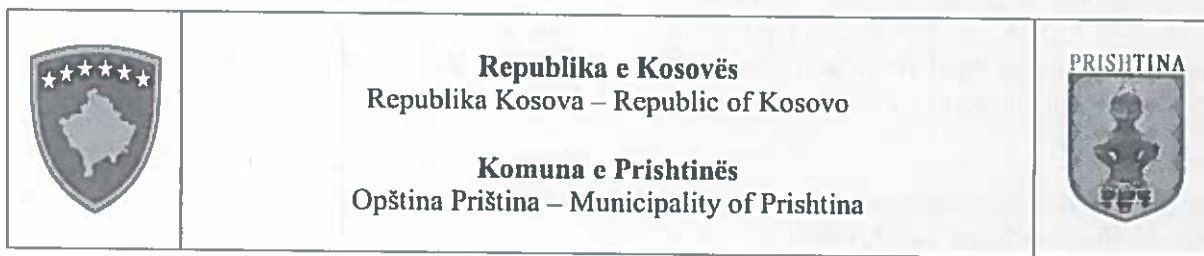 Republika e Kosovës
Republika Kosova – Republic of Kosovo
Komuna e Prishtinës
Opština Priština – Municipality of Prishtina
PRISHTINA